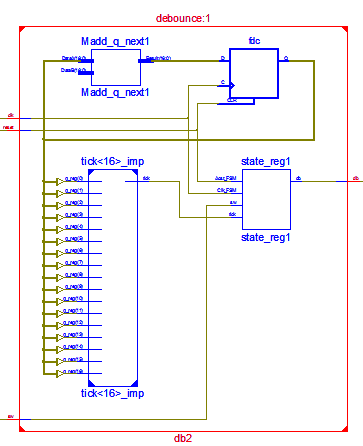 debounce:1
Madd_q_next1
fdc
D
Q
C
CLR
Madd_q_next1
clk
reset
tick<16>_imp
state_reg1
q_reg(0)
tick
q_reg(1)
q_reg(2)
q_reg(3)
q_reg(4)
q_reg(5)
q_reg(6)
q_reg(7)
q_reg(8)
q_reg(9)
q_reg(10)
q_reg(11)
q_reg(12)
q_reg(13)
q_reg(14)
q_reg(15)
q_reg(16)
Clk_FSM
db
db
sw
tick
state_reg1
tick<16>_imp
sw
db2